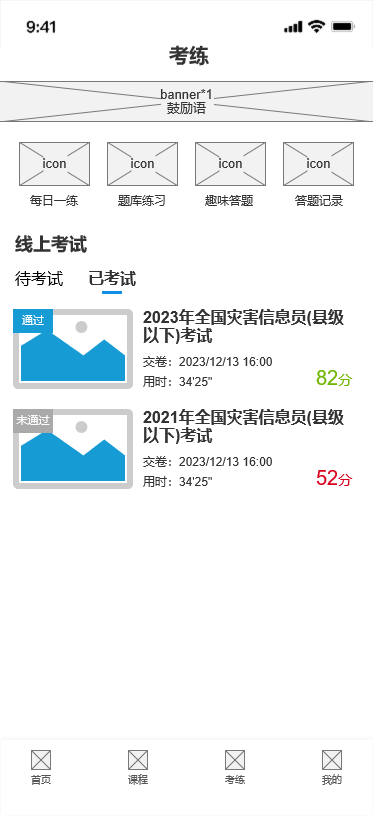 9:41
考练
banner*1
鼓励语
icon icon icon icon
每日一练 题库练习 趣味答题 答题记录
线上考试
待考试 已考试
通过
2023年全国灾害信息员(县级
以下)考试
交卷：2023/12/13 16:00
用时：34'25"
82分
未通过
2021年全国灾害信息员(县级
以下)考试
交卷：2023/12/13 16:00
用时：34'25"
52分
首页 课程 考练 我的